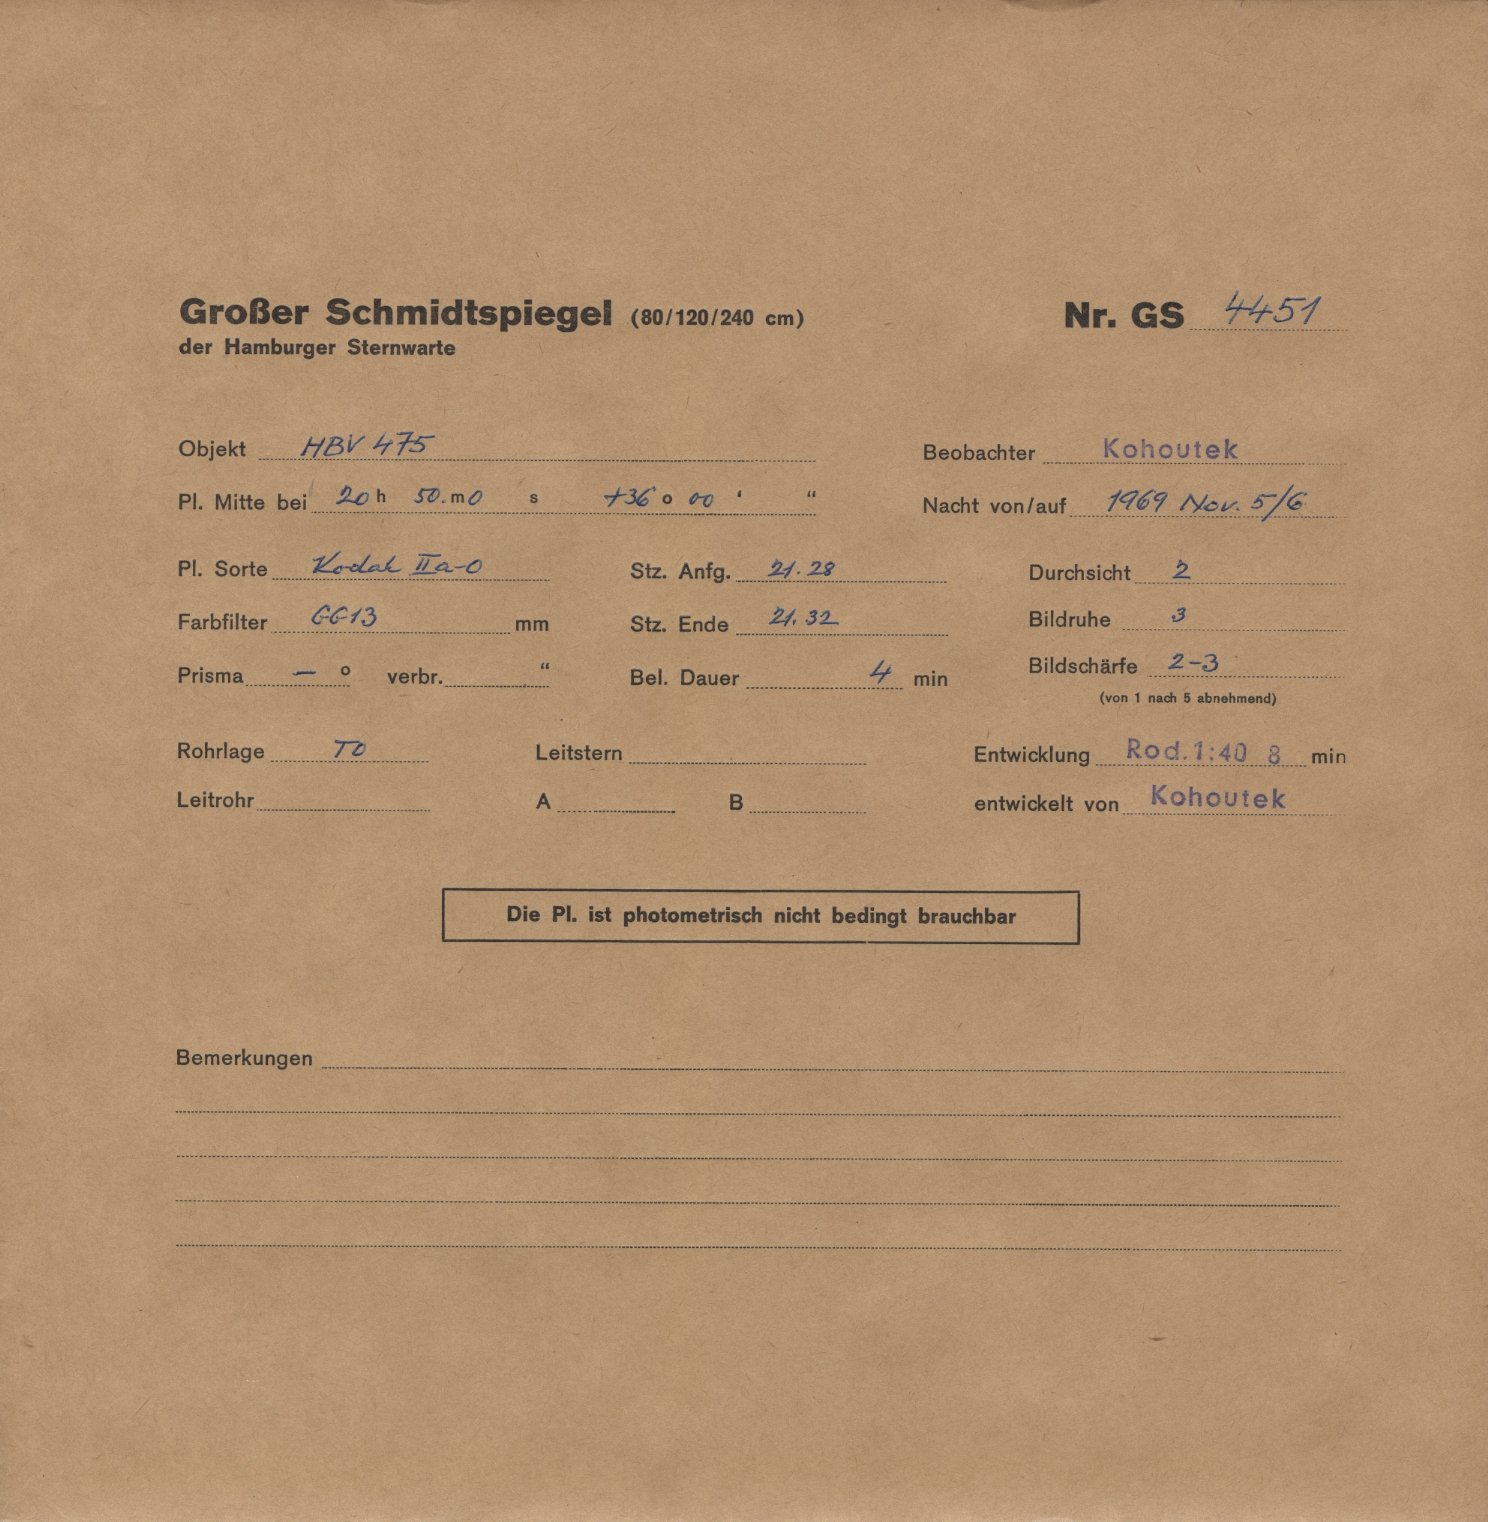 Großer Schmidtspiegel (80/120/240 cm) Nr. GS 4451
der Hamburger Sternwarte
Objekt HBV 475 Beobachter Kohoutek
Pl. Mitte bei 20 h 50. m 0 s +36 o 00 ' " Nacht von/auf 1969 Nov. 5/6
Pl. Sorte Kodak IIa-O Stz. Anfg. 21.28 Durchsicht 2
Farbfilter GG13 mm Stz. Ende 21.32 Bildruhe 3
Prisma — o verbr. " Bel. Dauer 4 min Bildschärfe 2-3
(von 1 nach 5 abnehmend)
Rohrlage TO Leitstern Entwicklung Rod. 1:40 8 min
Leitrohr A B entwickelt von Kohoutek
Die Pl. ist photometrisch nicht bedingt brauchbar
Bemerkungen